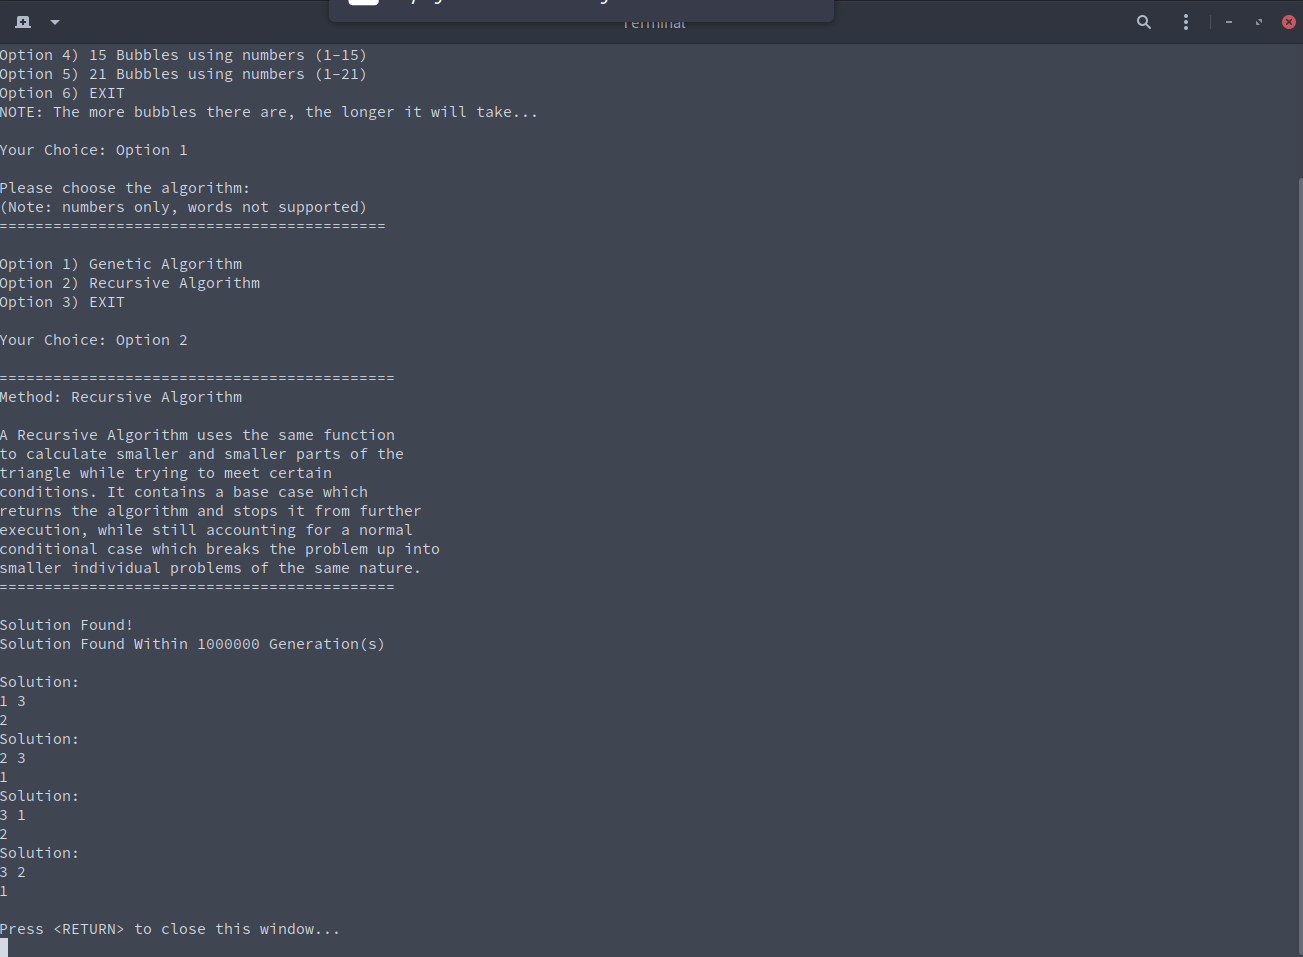 Terminal
Option 4) 15 Bubbles using numbers (1-15)
Option 5) 21 Bubbles using numbers (1-21)
Option 6) EXIT
NOTE: The more bubbles there are, the longer it will take...
Your Choice: Option 1
Please choose the algorithm:
(Note: numbers only, words not supported)
===========================================
Option 1) Genetic Algorithm
Option 2) Recursive Algorithm
Option 3) EXIT
Your Choice: Option 2
============================================
Method: Recursive Algorithm
A Recursive Algorithm uses the same function
to calculate smaller and smaller parts of the
triangle while trying to meet certain
conditions. It contains a base case which
returns the algorithm and stops it from further
execution, while still accounting for a normal
conditional case which breaks the problem up into
smaller individual problems of the same nature.
============================================
Solution Found!
Solution Found Within 1000000 Generation(s)
Solution:
1 3
2
Solution:
2 3
1
Solution:
3 1
2
Solution:
3 2
1
Press <RETURN> to close this window...